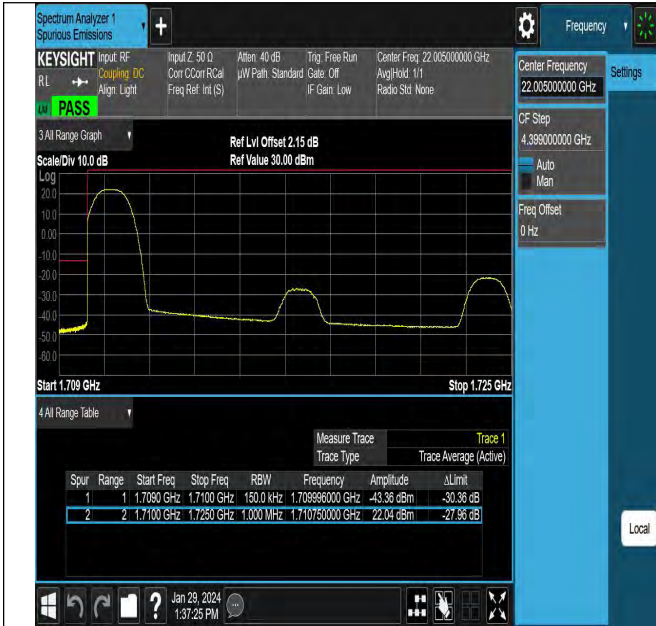 Spectrum Analyzer 1
Spurious Emissions
+
Frequency
KEYSIGHT
RL
Input: RF
Coupling: DC
Align: Light
Input Z: 50 Ω
Corr CCorr RCal
Freq Ref: Int (S)
Atten: 40 dB
µW Path: Standard
Trig: Free Run
Gate: Off
IF Gain: Low
Center Freq: 22.005000000 GHz
Avg|Hold: 1/1
Radio Std: None
PASS
Center Frequency
22.005000000 GHz
Settings
CF Step
4.399000000 GHz
Auto
Man
Freq Offset
0 Hz
3 All Range Graph
Ref Lvl Offset 2.15 dB
Scale/Div 10.0 dB
Ref Value 30.00 dBm
Log
20.0
10.0
0.00
-10.0
-20.0
-30.0
-40.0
-50.0
-60.0
Start 1.709 GHz
Stop 1.725 GHz
4 All Range Table
Measure Trace Trace 1
Trace Type Trace Average (Active)
Spur Range Start Freq Stop Freq RBW Frequency Amplitude ΔLimit
1 1 1.7090 GHz 1.7100 GHz 150.0 kHz 1.709996000 GHz -43.36 dBm -30.36 dB
2 2 1.7100 GHz 1.7250 GHz 1.000 MHz 1.710750000 GHz 22.04 dBm -27.96 dB
Local
?
Jan 29, 2024
1:37:25 PM